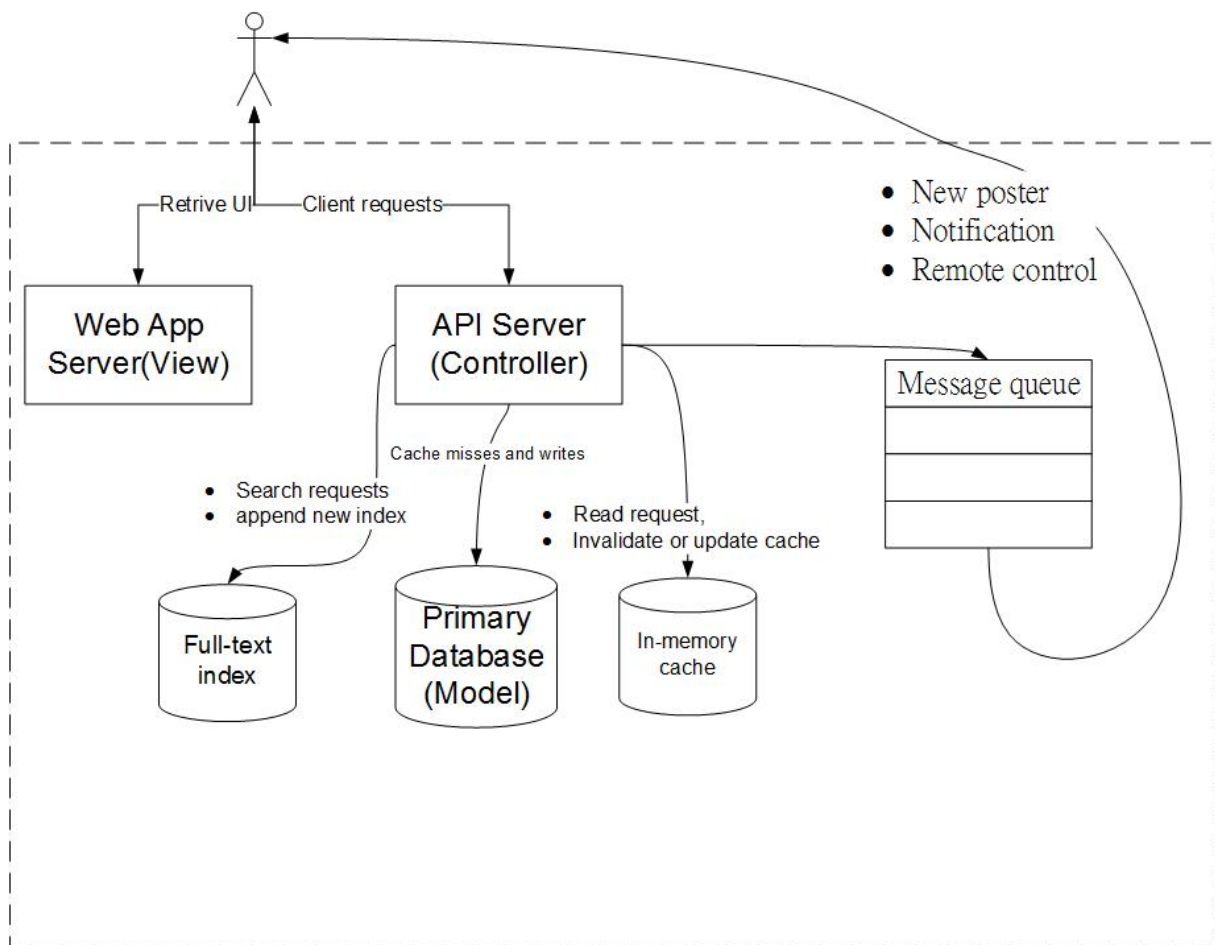 Retrive UI
Client requests
• New poster
• Notification
• Remote control
Web App
Server(View)
API Server
(Controller)
Message queue
Cache misses and writes
• Search requests
• append new index
• Read request,
• Invalidate or update cache
Full-text
index
Primary
Database
(Model)
In-memory
cache